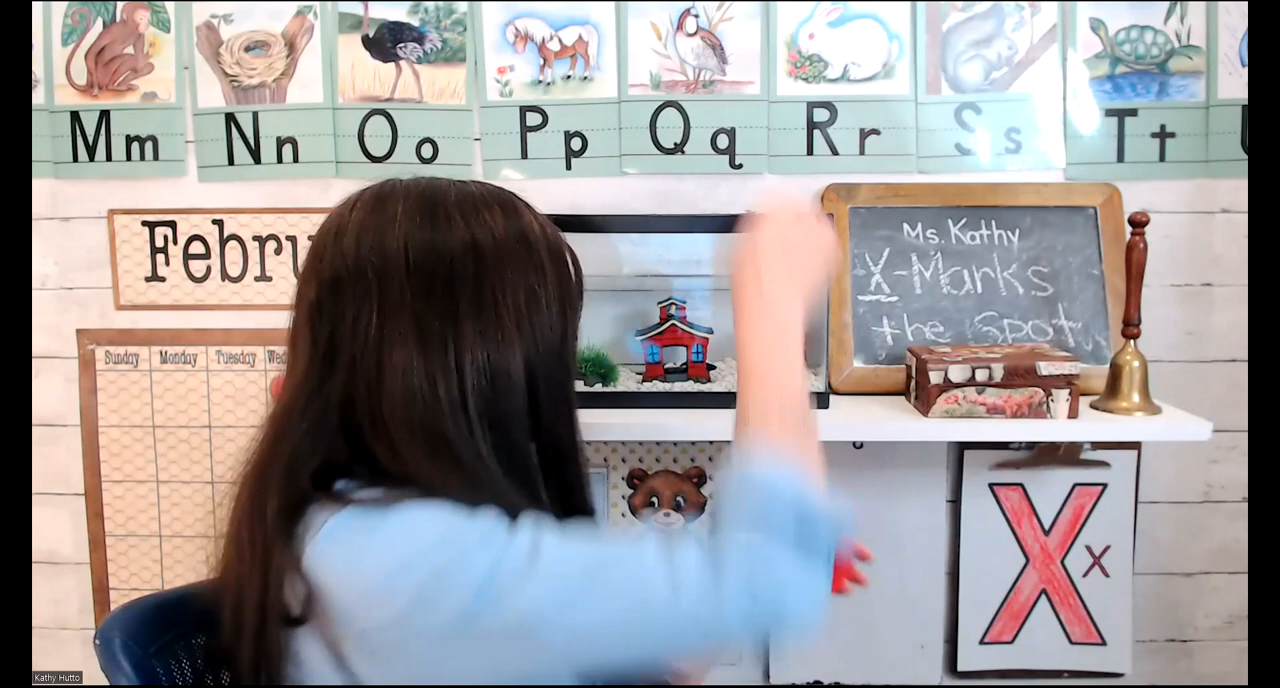 Mm Nn Oo Pp Qq Rr Ss Tt
Febru
Sunday Monday Tuesday Wed
Ms. Kathy
X-Marks
the Spot
X x
Kathy Hutto